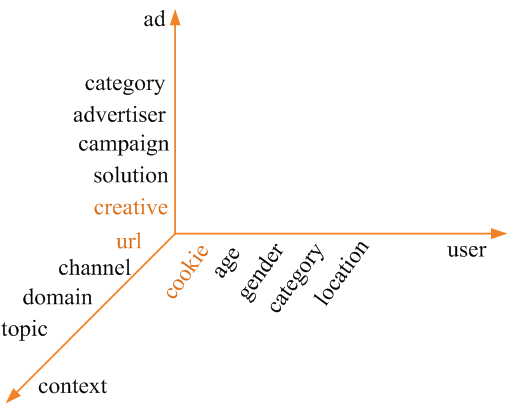 ad
category
advertiser
campaign
solution
creative
url
channel
domain
topic
context
cookie
age
gender
category
location
user